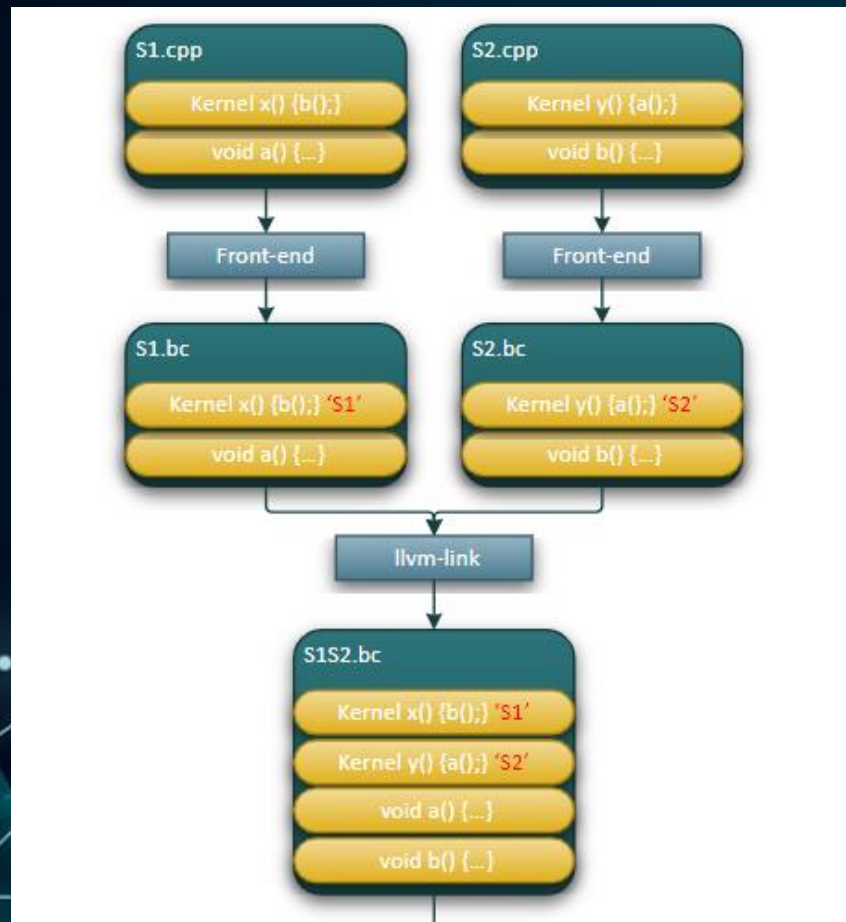 S1.cpp
Kernel x() {b();}
void a() {...}
S2.cpp
Kernel y() {a();}
void b() {...}
Front-end
Front-end
S1.bc
Kernel x() {b();} ‘S1’
void a() {...}
S2.bc
Kernel y() {a();} ‘S2’
void b() {...}
llvm-link
S1S2.bc
Kernel x() {b();} ‘S1’
Kernel y() {a();} ‘S2’
void a() {...}
void b() {...}